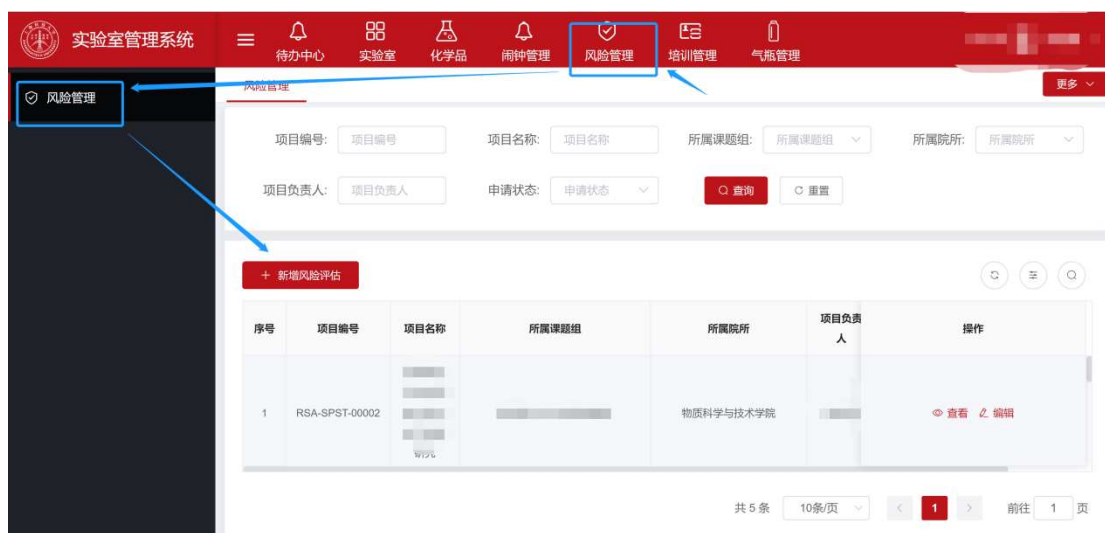 实验室管理系统
待办中心 实验室 化学品 闹钟管理 风险管理 培训管理 气瓶管理
风险管理
风险管理
更多
项目编号: 项目编号 项目名称: 项目名称 所属课题组: 所属课题组 所属院所: 所属院所
项目负责人: 项目负责人 申请状态: 申请状态 查询 重置
+ 新增风险评估
序号 项目编号 项目名称 所属课题组 所属院所 项目负责人 操作
1 RSA-SPST-00002 物质科学与技术学院 查看 编辑
共 5 条 10条/页 < 1 > 前往 1 页